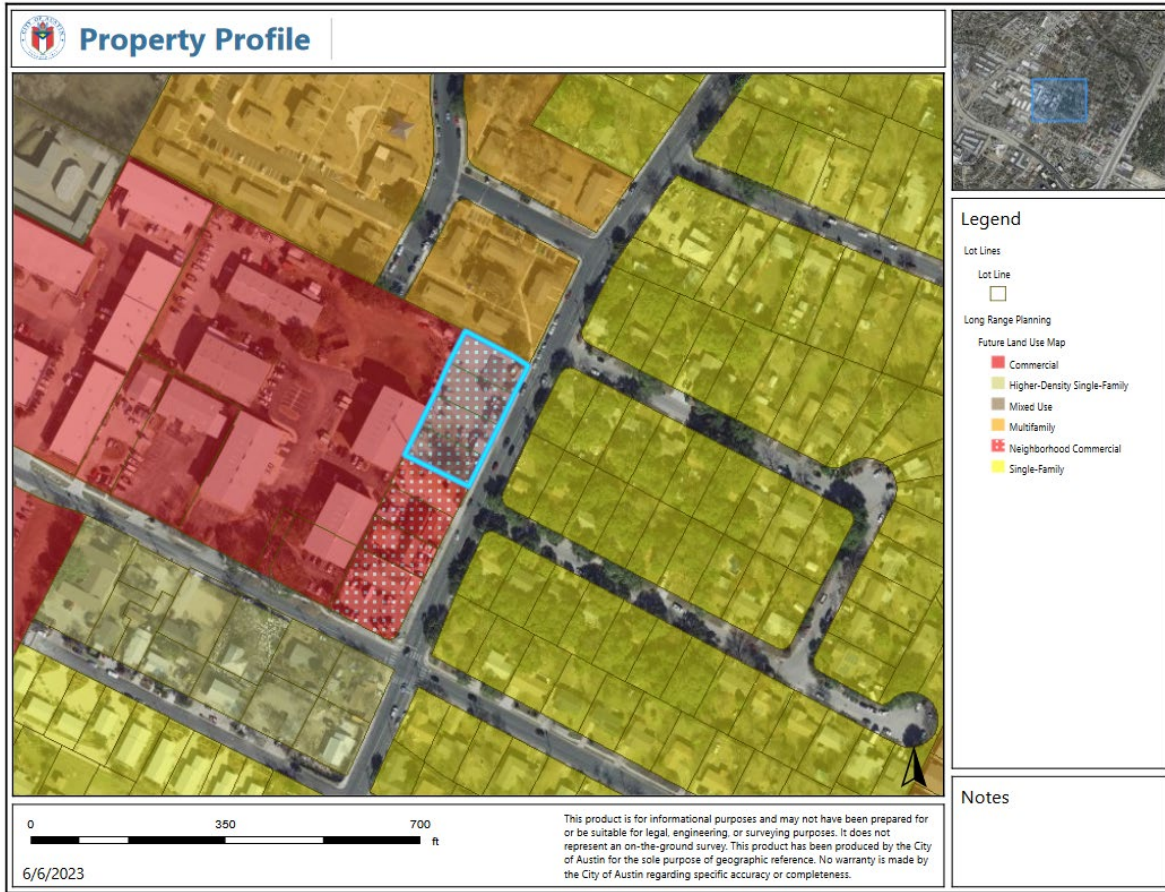 Property Profile
Legend
Lot Lines
Lot Line
Long Range Planning
Future Land Use Map
Commercial
Higher-Density Single-Family
Mixed Use
Multifamily
Neighborhood Commercial
Single-Family
Notes
0 350 700
ft
6/6/2023
This product is for informational purposes and may not have been prepared for
or be suitable for legal, engineering, or surveying purposes. It does not
represent an on-the-ground survey. This product has been produced by the City
of Austin for the sole purpose of geographic reference. No warranty is made by
the City of Austin regarding specific accuracy or completeness.